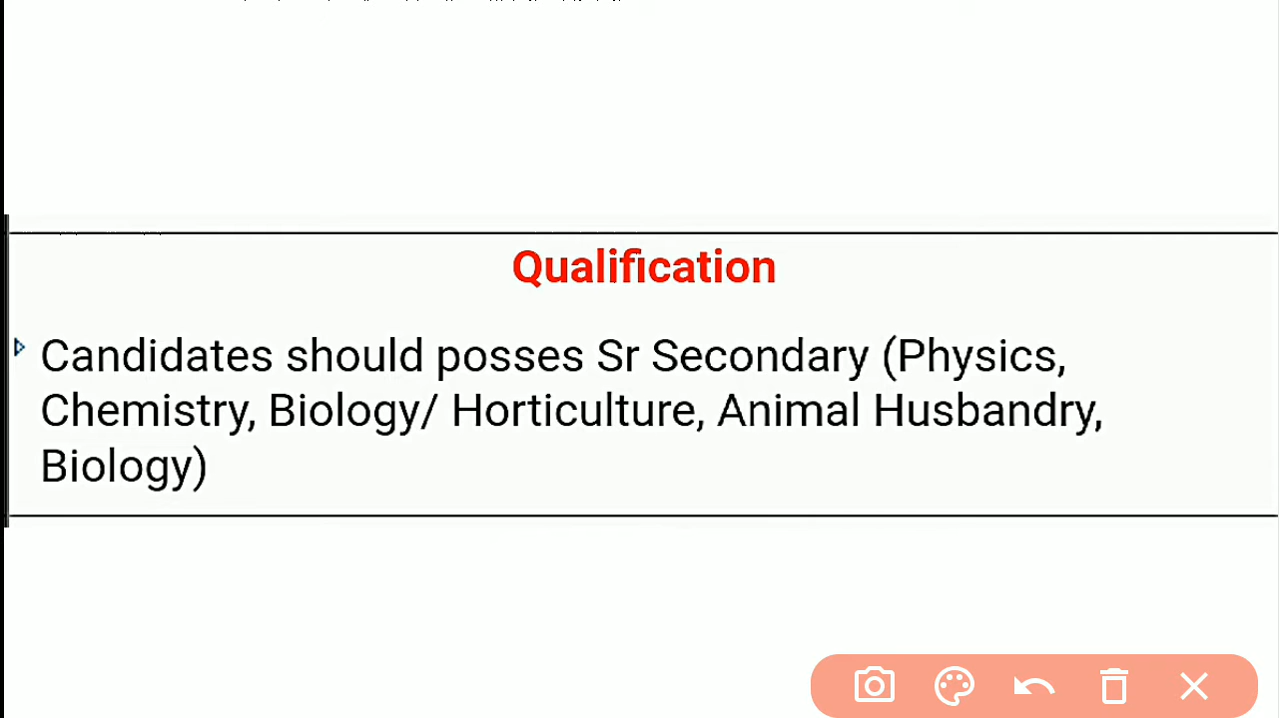 Qualification
Candidates should posses Sr Secondary (Physics,
Chemistry, Biology/ Horticulture, Animal Husbandry,
Biology)